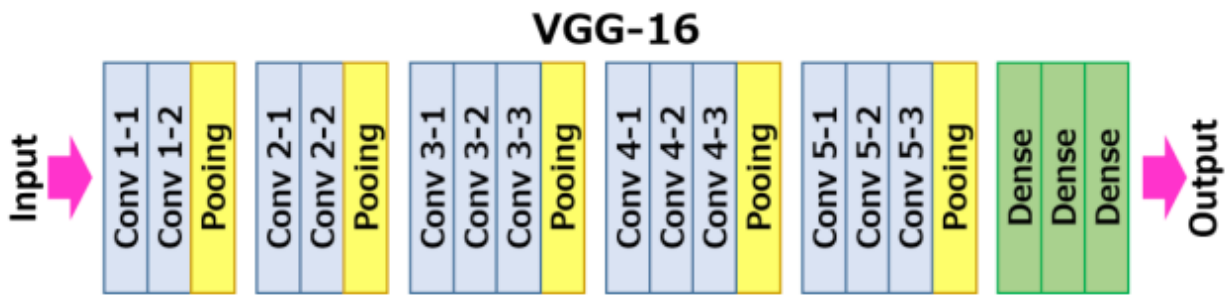 VGG-16
Input
Conv 1-1
Conv 1-2
Pooing
Conv 2-1
Conv 2-2
Pooing
Conv 3-1
Conv 3-2
Conv 3-3
Pooing
Conv 4-1
Conv 4-2
Conv 4-3
Pooing
Conv 5-1
Conv 5-2
Conv 5-3
Pooing
Dense
Dense
Dense
Output